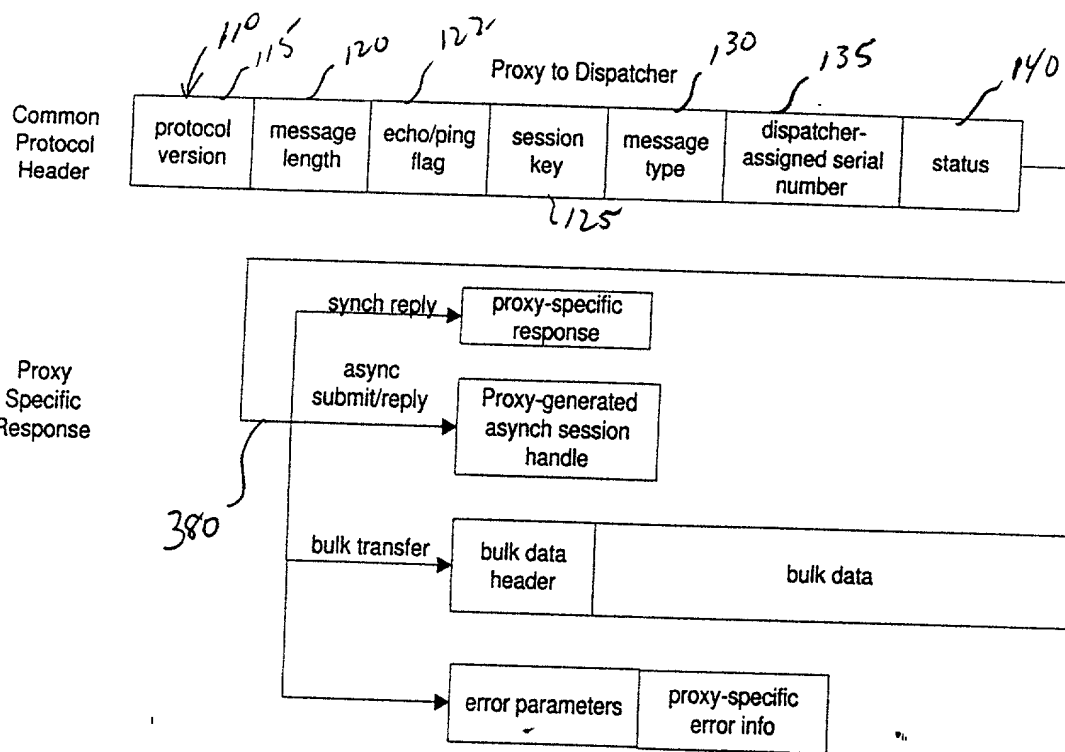 110
115
120
122
Proxy to Dispatcher
130
135
140
Common
Protocol
Header
protocol
version
message
length
echo/ping
flag
session
key
message
type
dispatcher-
assigned serial
number
status
125
synch reply
proxy-specific
response
Proxy
Specific
Response
async
submit/reply
Proxy-generated
asynch session
handle
380
bulk transfer
bulk data
header
bulk data
error parameters
proxy-specific
error info